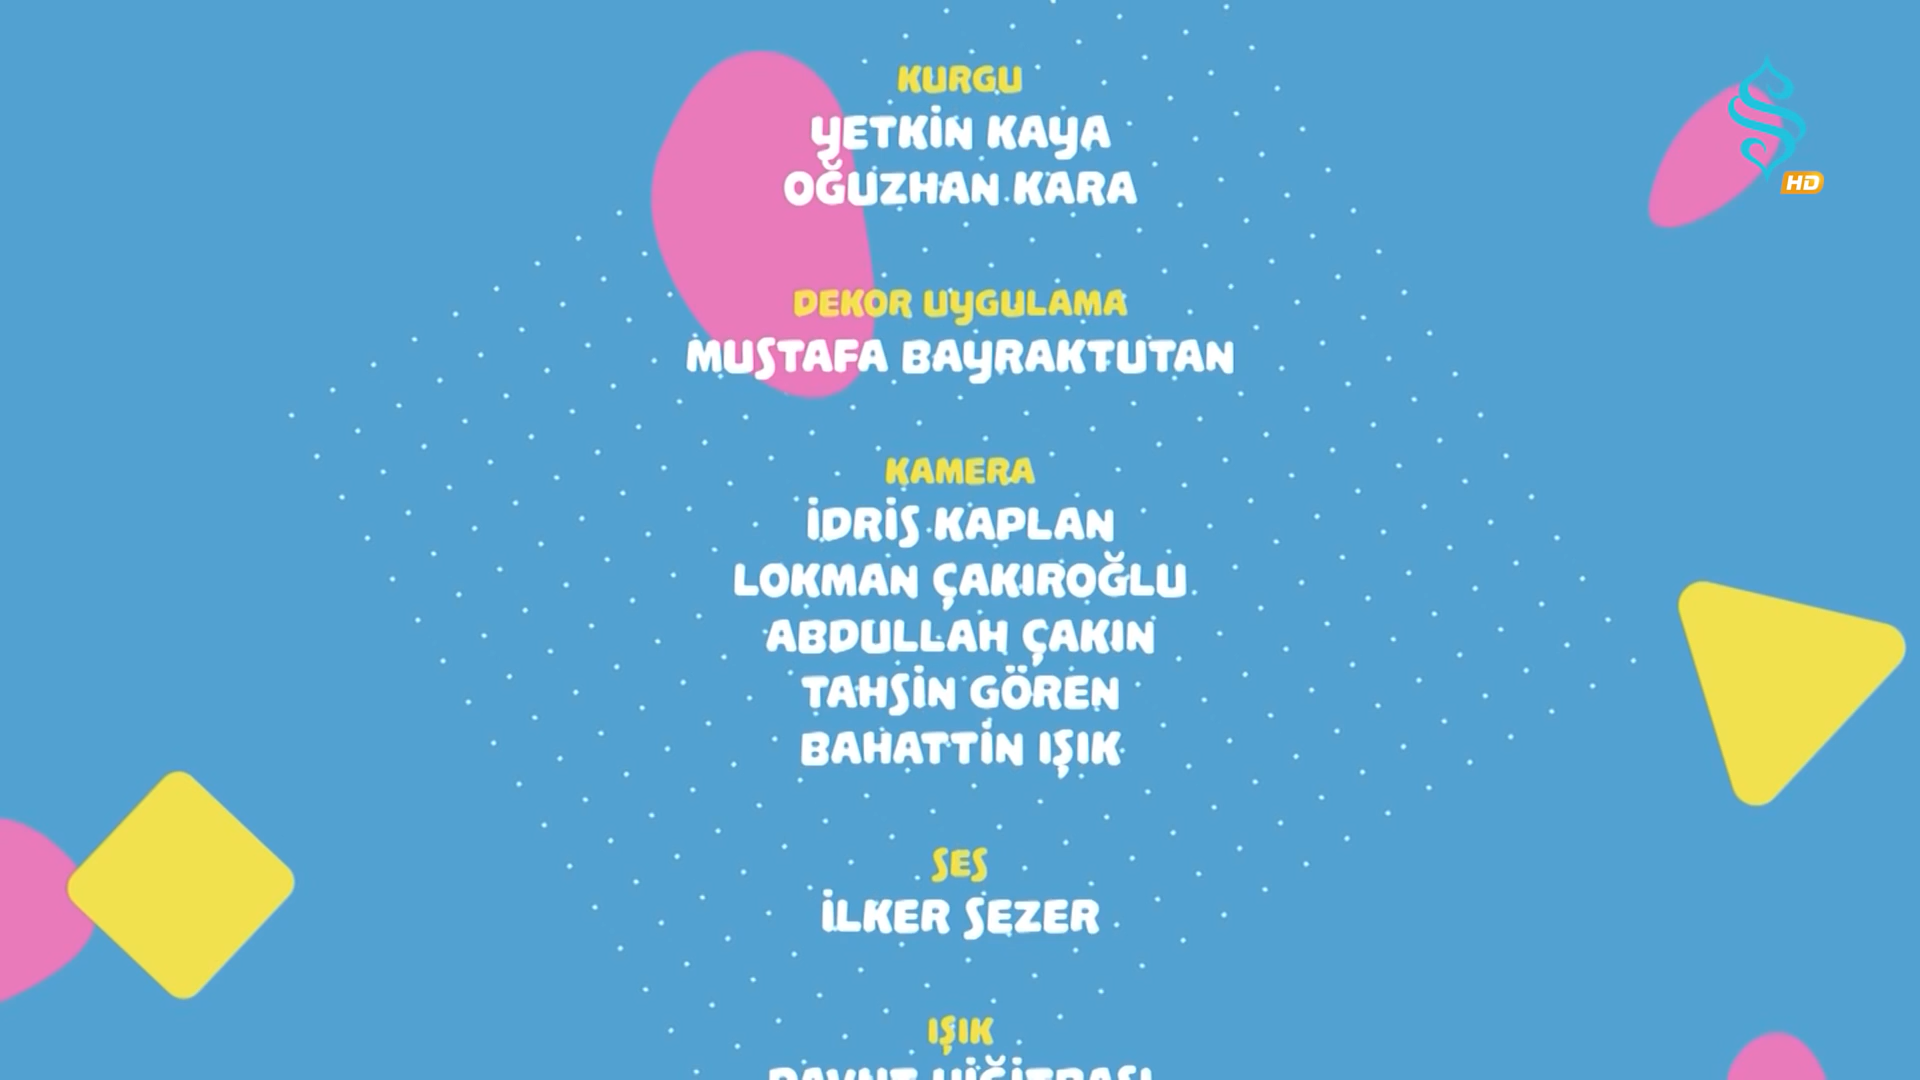 KURGU
YETKİN KAYA
OĞUZHAN KARA
DEKOR UYGULAMA
MUSTAFA BAYRAKTUTAN
KAMERA
İDRİS KAPLAN
LOKMAN ÇAKIROĞLU
ABDULLAH ÇAKIN
TAHSİN GÖREN
BAHATTİN IŞIK
SES
İLKER SEZER
IŞIK
HD